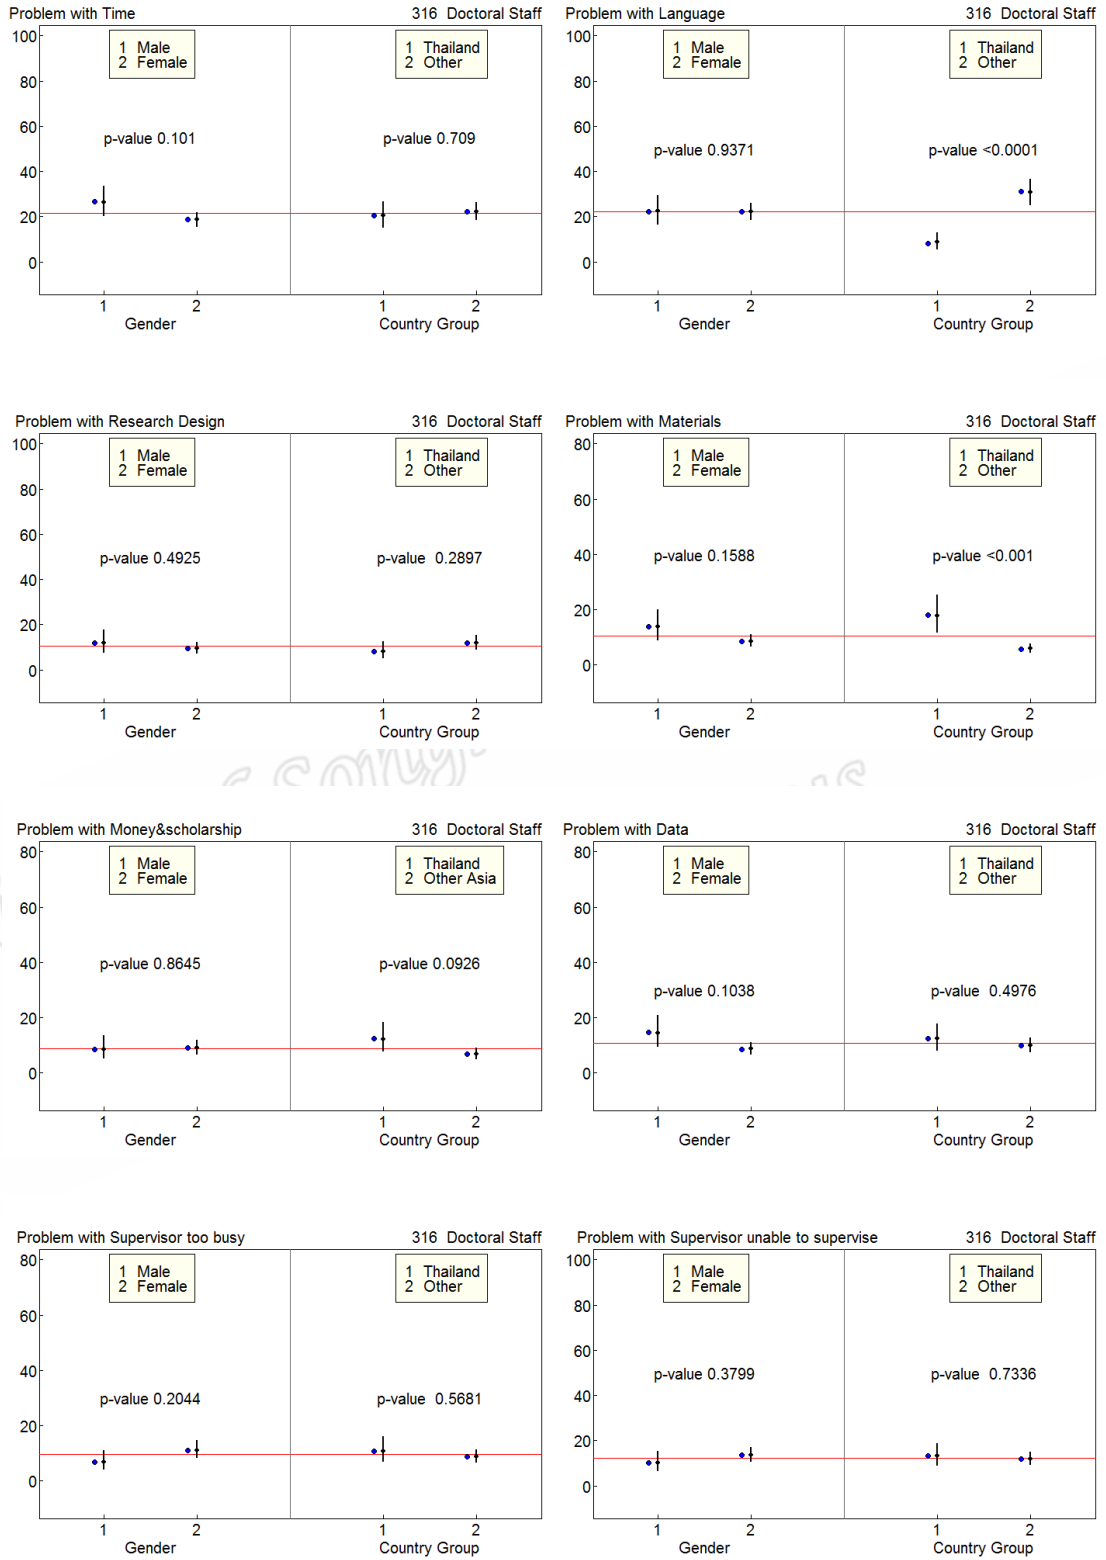 Problem with Time 316 Doctoral Staff
100
80
60
40
20
0
1 Male
2 Female
1 Thailand
2 Other
p-value 0.101
p-value 0.709
1 2 1 2
Gender Country Group
Problem with Language 316 Doctoral Staff
100
80
60
40
20
0
1 Male
2 Female
1 Thailand
2 Other
p-value 0.9371
p-value <0.0001
1 2 1 2
Gender Country Group
Problem with Research Design 316 Doctoral Staff
100
80
60
40
20
0
1 Male
2 Female
1 Thailand
2 Other
p-value 0.4925
p-value 0.2897
1 2 1 2
Gender Country Group
Problem with Materials 316 Doctoral Staff
80
60
40
20
0
1 Male
2 Female
1 Thailand
2 Other
p-value 0.1588
p-value <0.001
1 2 1 2
Gender Country Group
Problem with Money&scholarship 316 Doctoral Staff
80
60
40
20
0
1 Male
2 Female
1 Thailand
2 Other Asia
p-value 0.8645
p-value 0.0926
1 2 1 2
Gender Country Group
Problem with Data 316 Doctoral Staff
80
60
40
20
0
1 Male
2 Female
1 Thailand
2 Other
p-value 0.1038
p-value 0.4976
1 2 1 2
Gender Country Group
Problem with Supervisor too busy 316 Doctoral Staff
80
60
40
20
0
1 Male
2 Female
1 Thailand
2 Other
p-value 0.2044
p-value 0.5681
1 2 1 2
Gender Country Group
Problem with Supervisor unable to supervise 316 Doctoral Staff
100
80
60
40
20
0
1 Male
2 Female
1 Thailand
2 Other
p-value 0.3799
p-value 0.7336
1 2 1 2
Gender Country Group